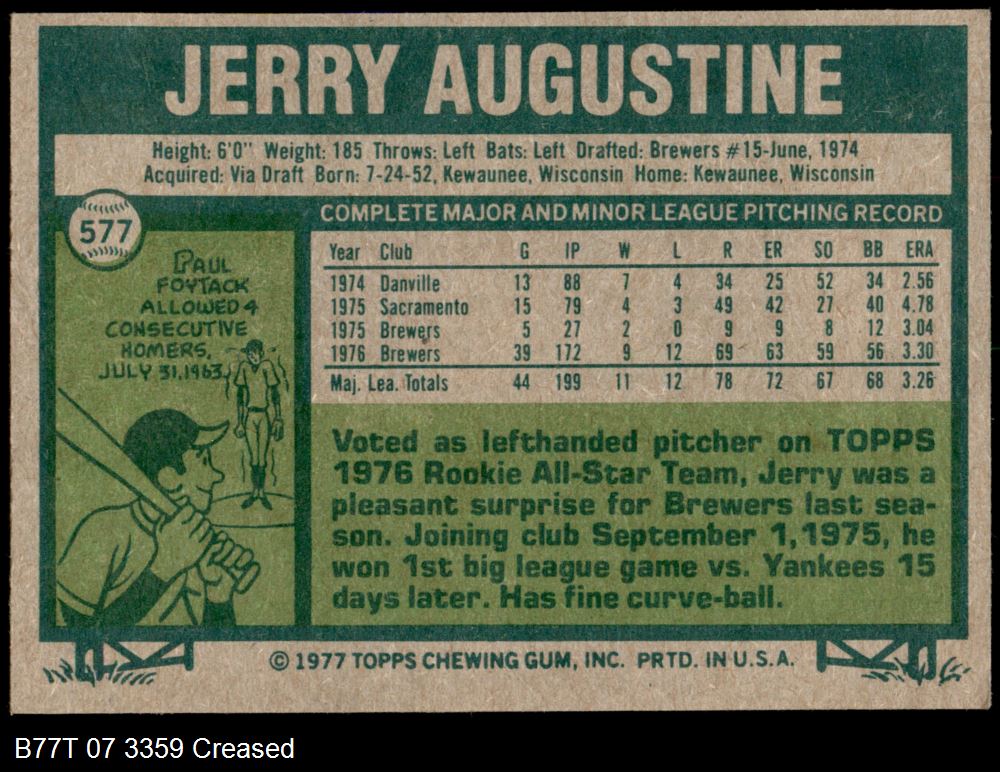 JERRY AUGUSTINE
Height: 6'0" Weight: 185 Throws: Left Bats: Left Drafted: Brewers #15-June, 1974
Acquired: Via Draft Born: 7-24-52, Kewaunee, Wisconsin Home: Kewaunee, Wisconsin
577
COMPLETE MAJOR AND MINOR LEAGUE PITCHING RECORD
Year Club G IP W L R ER SO BB ERA
1974 Danville 13 88 7 4 34 25 52 34 2.56
1975 Sacramento 15 79 4 3 49 42 27 40 4.78
1975 Brewers 5 27 2 0 9 9 8 12 3.04
1976 Brewers 39 172 9 12 69 63 59 56 3.30
Maj. Lea. Totals 44 199 11 12 78 72 67 68 3.26
PAUL
FOYTACK
ALLOWED 4
CONSECUTIVE
HOMERS,
JULY 31, 1963.
Voted as lefthanded pitcher on TOPPS
1976 Rookie All-Star Team, Jerry was a
pleasant surprise for Brewers last sea-
son. Joining club September 1, 1975, he
won 1st big league game vs. Yankees 15
days later. Has fine curve-ball.
© 1977 TOPPS CHEWING GUM, INC. PRTD. IN U.S.A.
B77T 07 3359 Creased